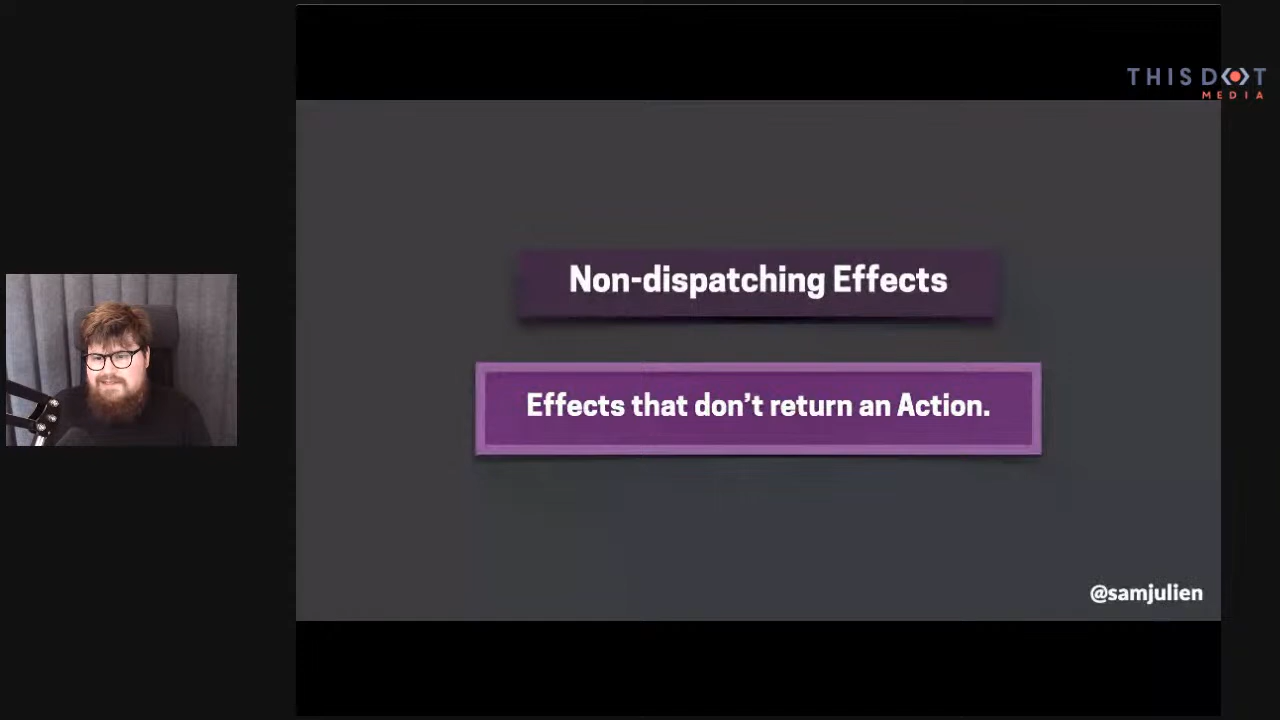 THIS DOT
MEDIA
Non-dispatching Effects
Effects that don’t return an Action.
@samjulien